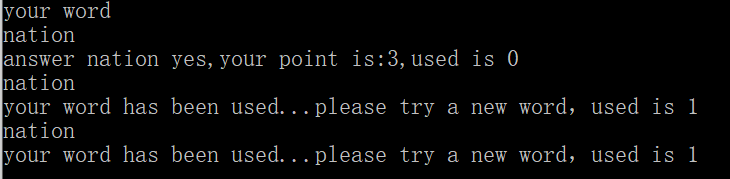 your word
nation
answer nation yes,your point is:3,used is 0
nation
your word has been used...please try a new word，used is 1
nation
your word has been used...please try a new word，used is 1